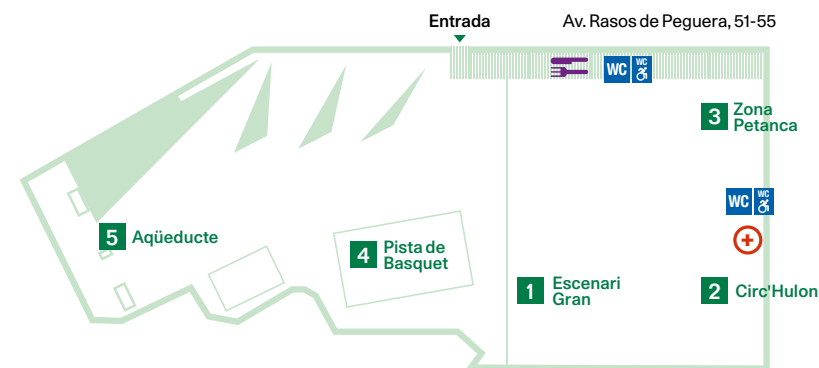 Entrada
Av. Rasos de Peguera, 51-55
WC
WC
3
Zona
Petanca
WC
WC
5
Aqüeducte
4
Pista de
Basquet
1
Escenari
Gran
2
Circ'Hulon